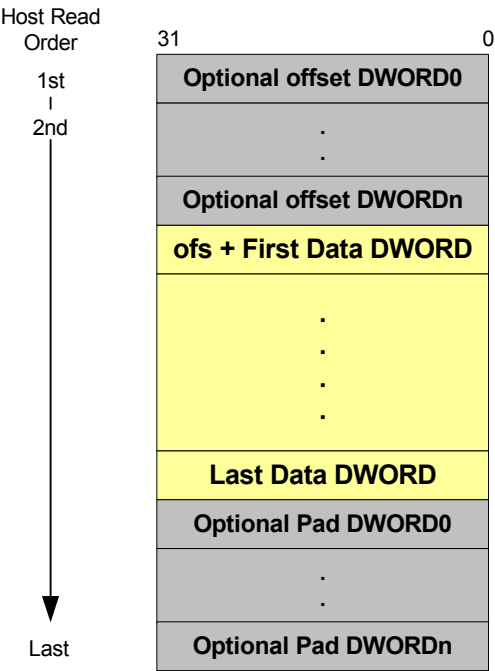 Host Read
Order
31 0
1st
2nd
Optional offset DWORD0
.
.
Optional offset DWORDn
ofs + First Data DWORD
.
.
.
.
Last Data DWORD
Optional Pad DWORD0
.
.
Last
Optional Pad DWORDn